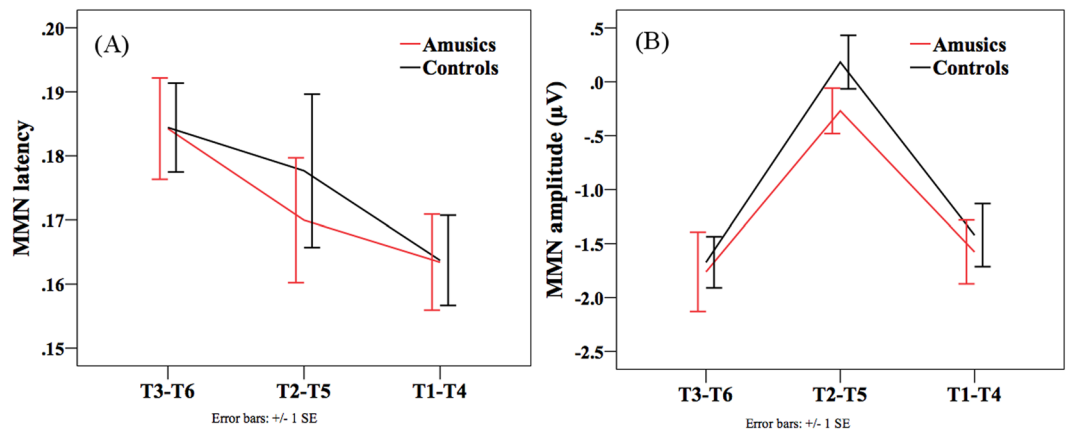 (A)
Amusics
Controls
MMN latency
.20
.19
.18
.17
.16
.15
T3-T6
T2-T5
T1-T4
Error bars: +/- 1 SE
(B)
Amusics
Controls
MMN amplitude (µV)
.5
.0
-.5
-1.0
-1.5
-2.0
-2.5
T3-T6
T2-T5
T1-T4
Error bars: +/- 1 SE